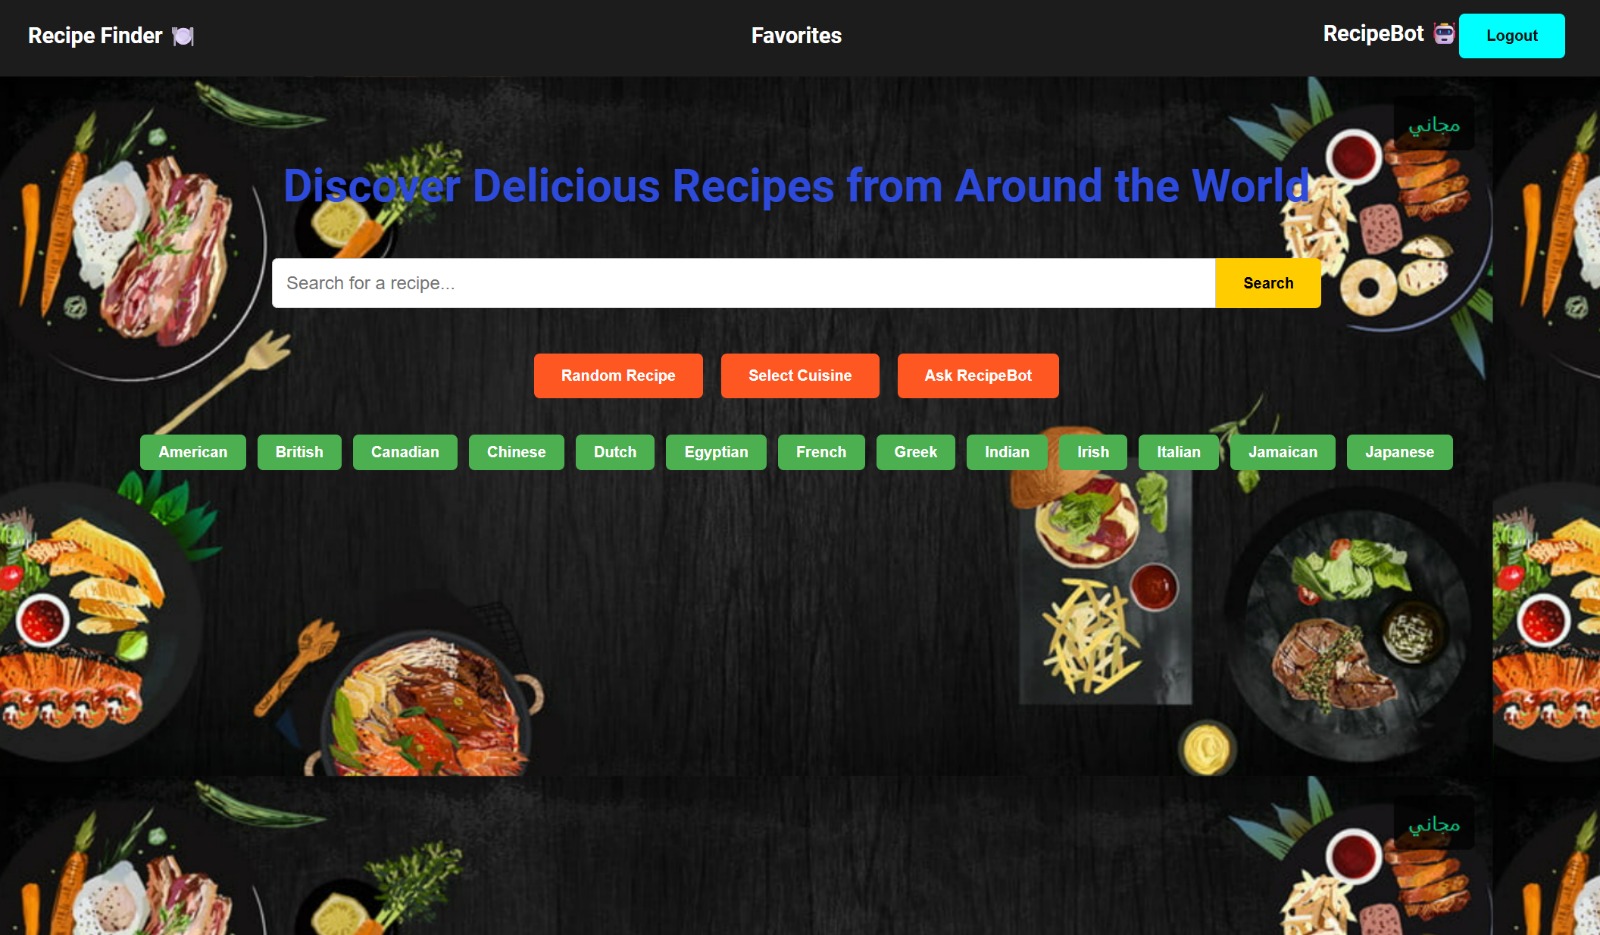 Recipe Finder 🍽️
Favorites
RecipeBot 🤖
Logout
مجاني
Discover Delicious Recipes from Around the World
Search for a recipe...
Search
Random Recipe
Select Cuisine
Ask RecipeBot
American
British
Canadian
Chinese
Dutch
Egyptian
French
Greek
Indian
Irish
Italian
Jamaican
Japanese
مجاني